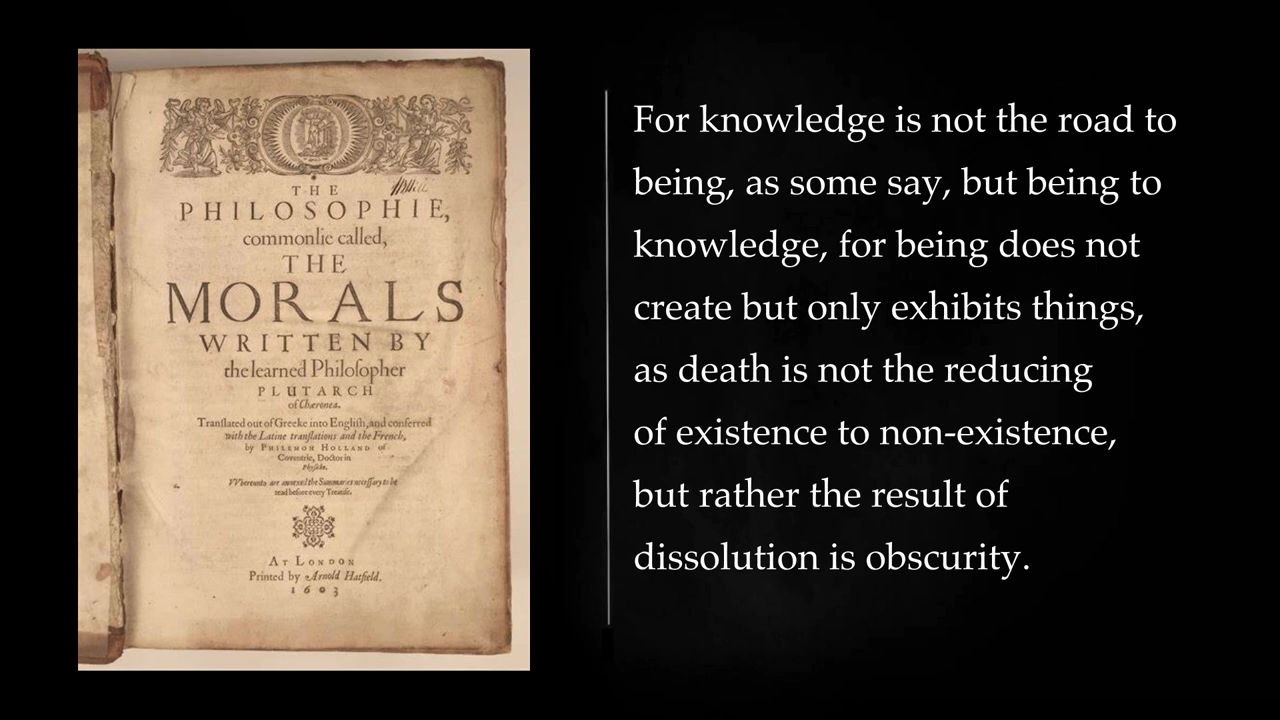 THE
PHILOSOPHIE,
commonlie called,
THE
MORALS
WRITTEN BY
the learned Philoſopher
PLUTARCH
of Chæronea.
Tranſlated out of Greeke into Engliſh, and conferred
with the Latine tranſlations and the French,
by PHILEMON HOLLAND of
Coventrie, Doctor in
Phyſicke.
VVhereunto are annexed the Summaries neceſſary to be
read before every Treatiſe.
AT LONDON
Printed by Arnold Hatfield.
1603
For knowledge is not the road to
being, as some say, but being to
knowledge, for being does not
create but only exhibits things,
as death is not the reducing
of existence to non-existence,
but rather the result of
dissolution is obscurity.